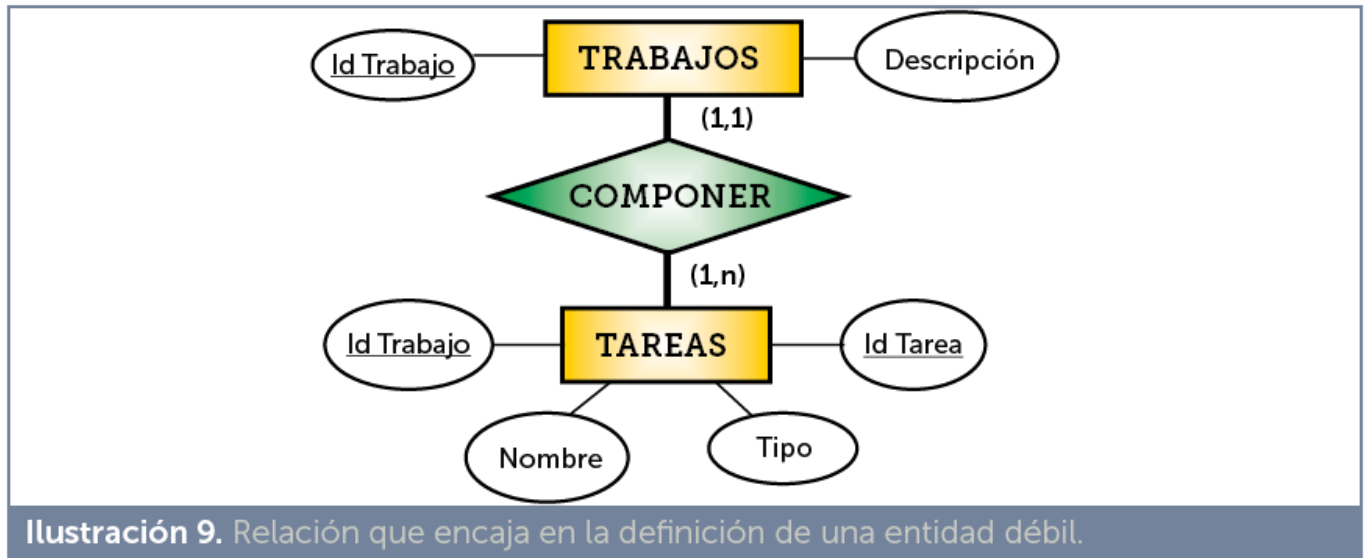 Id Trabajo
TRABAJOS
Descripción
(1,1)
COMPONER
(1,n)
Id Trabajo
TAREAS
Id Tarea
Nombre
Tipo
Ilustración 9. Relación que encaja en la definición de una entidad débil.